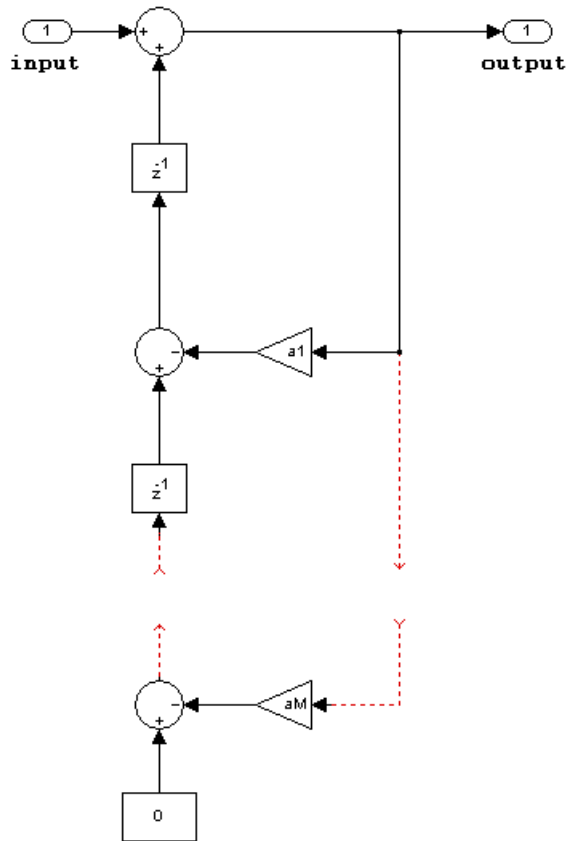 1 + + 1
input output
z-1
− a1
+
z-1
− aM
+
0